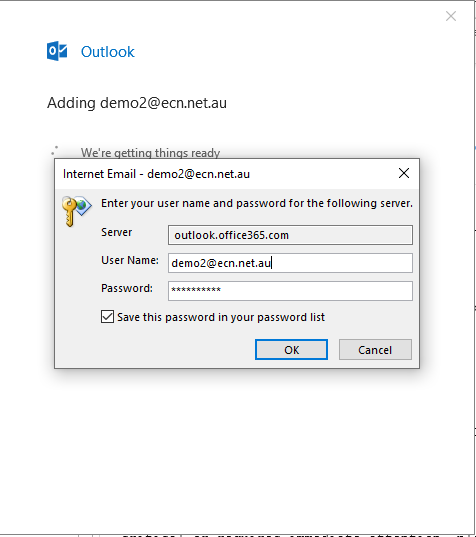 Outlook
Adding demo2@ecn.net.au
We're getting things ready
Internet Email - demo2@ecn.net.au
Enter your user name and password for the following server.
Server
outlook.office365.com
User Name:
demo2@ecn.net.au
Password:
**********
Save this password in your password list
OK
Cancel